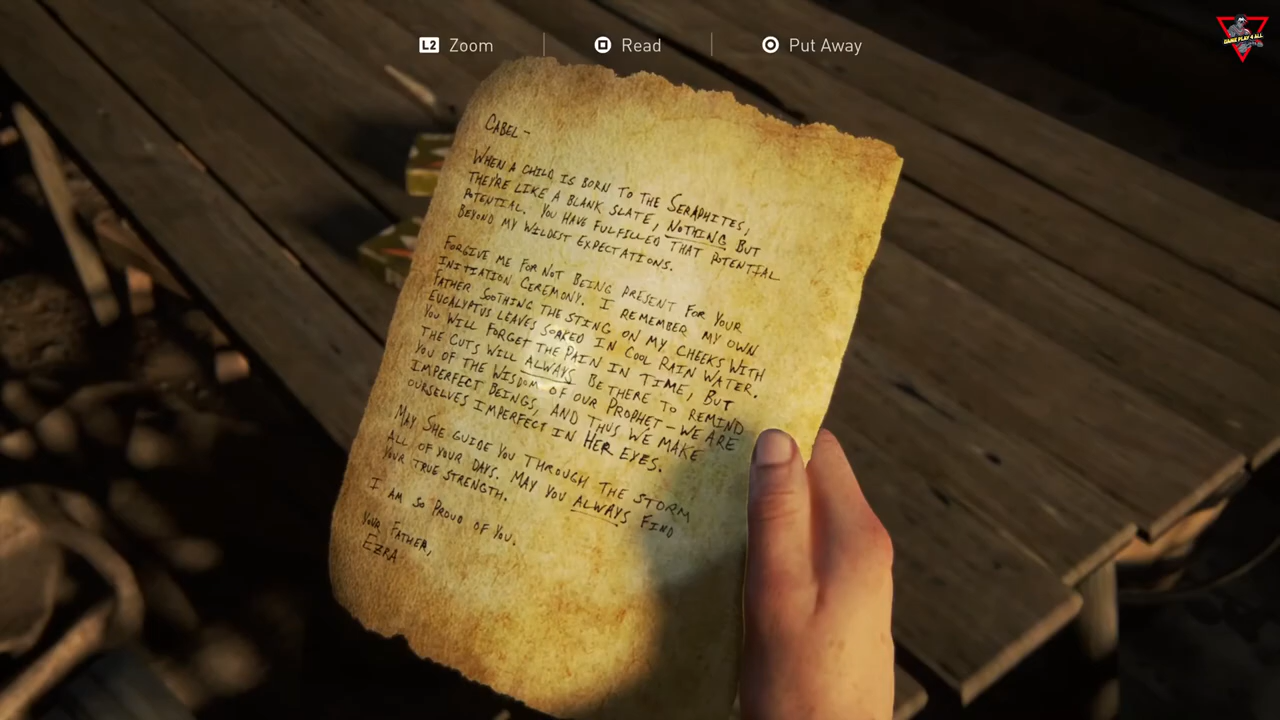 L2 Zoom
Read
Put Away
GAME PLAY 4 ALL
CABEL-
WHEN A CHILD IS BORN TO THE SERAPHITES,
THEY'RE LIKE A BLANK SLATE, NOTHING BUT
POTENTIAL. YOU HAVE FULFILLED THAT POTENTIAL
BEYOND MY WILDEST EXPECTATIONS.
FORGIVE ME FOR NOT BEING PRESENT FOR YOUR
INITIATION CEREMONY. I REMEMBER MY OWN
FATHER SOOTHING THE STING ON MY CHEEKS WITH
EUCALYPTUS LEAVES SOAKED IN COOL RAIN WATER.
YOU WILL FORGET THE PAIN IN TIME, BUT
THE CUTS WILL ALWAYS BE THERE TO REMIND
YOU OF THE WISDOM OF OUR PROPHET - WE ARE
IMPERFECT BEINGS, AND THUS WE MAKE
OURSELVES IMPERFECT IN HER EYES.
MAY SHE GUIDE YOU THROUGH THE STORM
ALL OF YOUR DAYS. MAY YOU ALWAYS FIND
YOUR TRUE STRENGTH.
I AM SO PROUD OF YOU.
YOUR FATHER,
EZRA